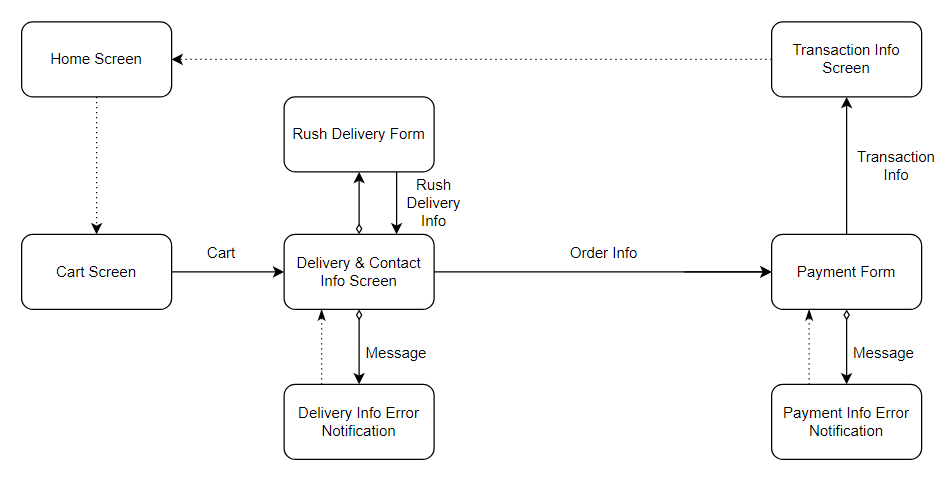 Home Screen
Transaction Info
Screen
Rush Delivery Form
Transaction
Info
Rush
Delivery
Info
Cart Screen
Cart
Delivery & Contact
Info Screen
Order Info
Payment Form
Message
Message
Delivery Info Error
Notification
Payment Info Error
Notification